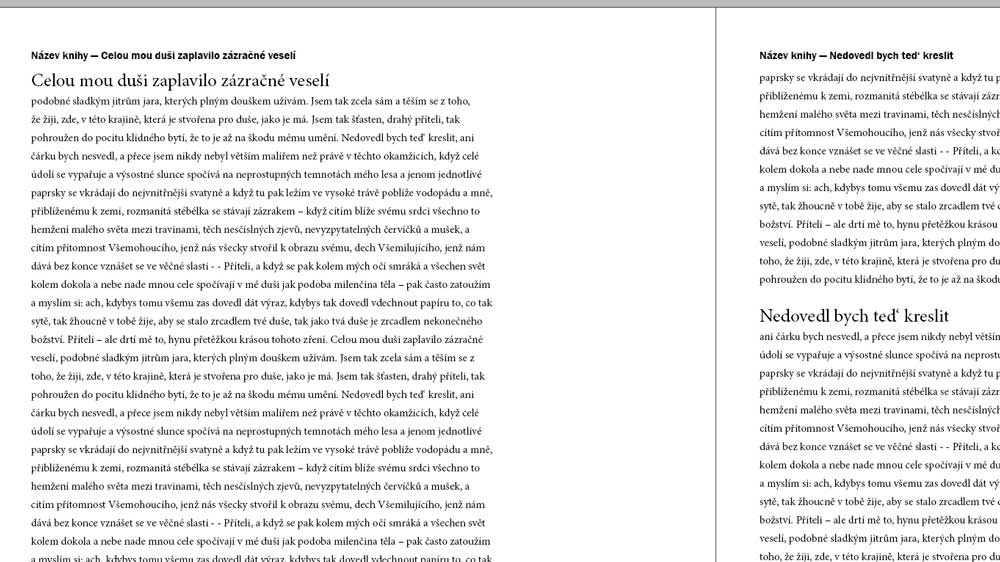 Název knihy — Celou mou duši zaplavilo zázračné veselí
Celou mou duši zaplavilo zázračné veselí
podobné sladkým jitrům jara, kterých plným douškem užívám. Jsem tak zcela sám a těším se z toho,
že žiji, zde, v této krajině, která je stvořena pro duše, jako je má. Jsem tak šťasten, drahý příteli, tak
pohroužen do pocitu klidného bytí, že to je až na škodu mému umění. Nedovedl bych teď kreslit, ani
čárku bych nesvedl, a přece jsem nikdy nebyl větším malířem než právě v těchto okamžicích, když celé
údolí se vypařuje a výsostné slunce spočívá na neprostupných temnotách mého lesa a jenom jednotlivé
paprsky se vkrádají do nejvnitřnější svatyně a když tu pak ležím ve vysoké trávě poblíže vodopádu a mně,
přiblíženému k zemi, rozmanitá stébélka se stávají zázrakem – když cítím blíže svému srdci všechno to
hemžení malého světa mezi travinami, těch nesčíslných zjevů, nevyzpytatelných červíčků a mušek, a
cítím přítomnost Všemohoucího, jenž nás všecky stvořil k obrazu svému, dech Všemilujícího, jenž nám
dává bez konce vznášet se ve věčné slasti - - Příteli, a když se pak kolem mých očí smráká a všechen svět
kolem dokola a nebe nade mnou cele spočívají v mé duši jak podoba milenčina těla – pak často zatoužím
a myslím si: ach, kdybys tomu všemu zas dovedl dát výraz, kdybys tak dovedl vdechnout papíru to, co tak
sytě, tak žhoucně v tobě žije, aby se stalo zrcadlem tvé duše, tak jako tvá duše je zrcadlem nekonečného
božství. Příteli – ale drtí mě to, hynu přetěžkou krásou tohoto zření. Celou mou duši zaplavilo zázračné
veselí, podobné sladkým jitrům jara, kterých plným douškem užívám. Jsem tak zcela sám a těším se z
toho, že žiji, zde, v této krajině, která je stvořena pro duše, jako je má. Jsem tak šťasten, drahý příteli, tak
pohroužen do pocitu klidného bytí, že to je až na škodu mému umění. Nedovedl bych teď kreslit, ani
čárku bych nesvedl, a přece jsem nikdy nebyl větším malířem než právě v těchto okamžicích, když celé
údolí se vypařuje a výsostné slunce spočívá na neprostupných temnotách mého lesa a jenom jednotlivé
paprsky se vkrádají do nejvnitřnější svatyně a když tu pak ležím ve vysoké trávě poblíže vodopádu a mně,
přiblíženému k zemi, rozmanitá stébélka se stávají zázrakem – když cítím blíže svému srdci všechno to
hemžení malého světa mezi travinami, těch nesčíslných zjevů, nevyzpytatelných červíčků a mušek, a
cítím přítomnost Všemohoucího, jenž nás všecky stvořil k obrazu svému, dech Všemilujícího, jenž nám
dává bez konce vznášet se ve věčné slasti - - Příteli, a když se pak kolem mých očí smráká a všechen svět
kolem dokola a nebe nade mnou cele spočívají v mé duši jak podoba milenčina těla – pak často zatoužím
a myslím si: ach, kdybys tomu všemu zas dovedl dát výraz, kdybys tak dovedl vdechnout papíru to, co tak
Název knihy — Nedovedl bych teď kreslit
paprsky se vkrádají do nejvnitřnější svatyně a když tu p
přiblíženému k zemi, rozmanitá stébélka se stávají zázr
hemžení malého světa mezi travinami, těch nesčíslných
cítím přítomnost Všemohoucího, jenž nás všecky stvoř
dává bez konce vznášet se ve věčné slasti - - Příteli, a kd
kolem dokola a nebe nade mnou cele spočívají v mé du
a myslím si: ach, kdybys tomu všemu zas dovedl dát vý
sytě, tak žhoucně v tobě žije, aby se stalo zrcadlem tvé d
božství. Příteli – ale drtí mě to, hynu přetěžkou krásou
veselí, podobné sladkým jitrům jara, kterých plným do
toho, že žiji, zde, v této krajině, která je stvořena pro du
pohroužen do pocitu klidného bytí, že to je až na škodu
Nedovedl bych teď kreslit
ani čárku bych nesvedl, a přece jsem nikdy nebyl větším
údolí se vypařuje a výsostné slunce spočívá na neprostu
paprsky se vkrádají do nejvnitřnější svatyně a když tu p
přiblíženému k zemi, rozmanitá stébélka se stávají zázr
hemžení malého světa mezi travinami, těch nesčíslných
cítím přítomnost Všemohoucího, jenž nás všecky stvoř
dává bez konce vznášet se ve věčné slasti - - Příteli, a kd
kolem dokola a nebe nade mnou cele spočívají v mé du
a myslím si: ach, kdybys tomu všemu zas dovedl dát vý
sytě, tak žhoucně v tobě žije, aby se stalo zrcadlem tvé d
božství. Příteli – ale drtí mě to, hynu přetěžkou krásou
veselí, podobné sladkým jitrům jara, kterých plným do
toho, že žiji, zde, v této krajině, která je stvořena pro du